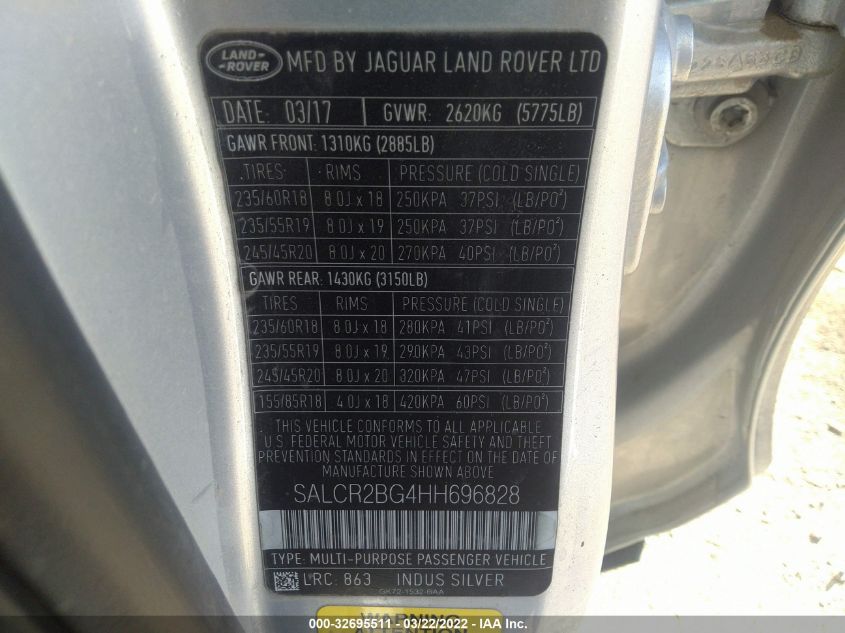 LAND-
-ROVER
MFD BY JAGUAR LAND ROVER LTD
DATE: 03/17 GVWR: 2620KG (5775LB)
GAWR FRONT: 1310KG (2885LB)
TIRES RIMS PRESSURE (COLD SINGLE)
235/60R18 8.0J x 18 250KPA 37PSI (LB/PO²)
235/55R19 8.0J x 19 250KPA 37PSI (LB/PO²)
245/45R20 8.0J x 20 270KPA 40PSI (LB/PO²)
GAWR REAR: 1430KG (3150LB)
TIRES RIMS PRESSURE (COLD SINGLE)
235/60R18 8.0J x 18 280KPA 41PSI (LB/PO²)
235/55R19 8.0J x 19 290KPA 43PSI (LB/PO²)
245/45R20 8.0J x 20 320KPA 47PSI (LB/PO²)
155/85R18 4.0J x 18 420KPA 60PSI (LB/PO²)
THIS VEHICLE CONFORMS TO ALL APPLICABLE
U.S. FEDERAL MOTOR VEHICLE SAFETY AND THEFT
PREVENTION STANDARDS IN EFFECT ON THE DATE OF
MANUFACTURE SHOWN ABOVE
SALCR2BG4HH696828
TYPE: MULTI-PURPOSE PASSENGER VEHICLE
LRC: 863 INDUS SILVER
GK72-1532-BAA
WARNING
ATTENTION
000-32695511 - 03/22/2022 - IAA Inc.